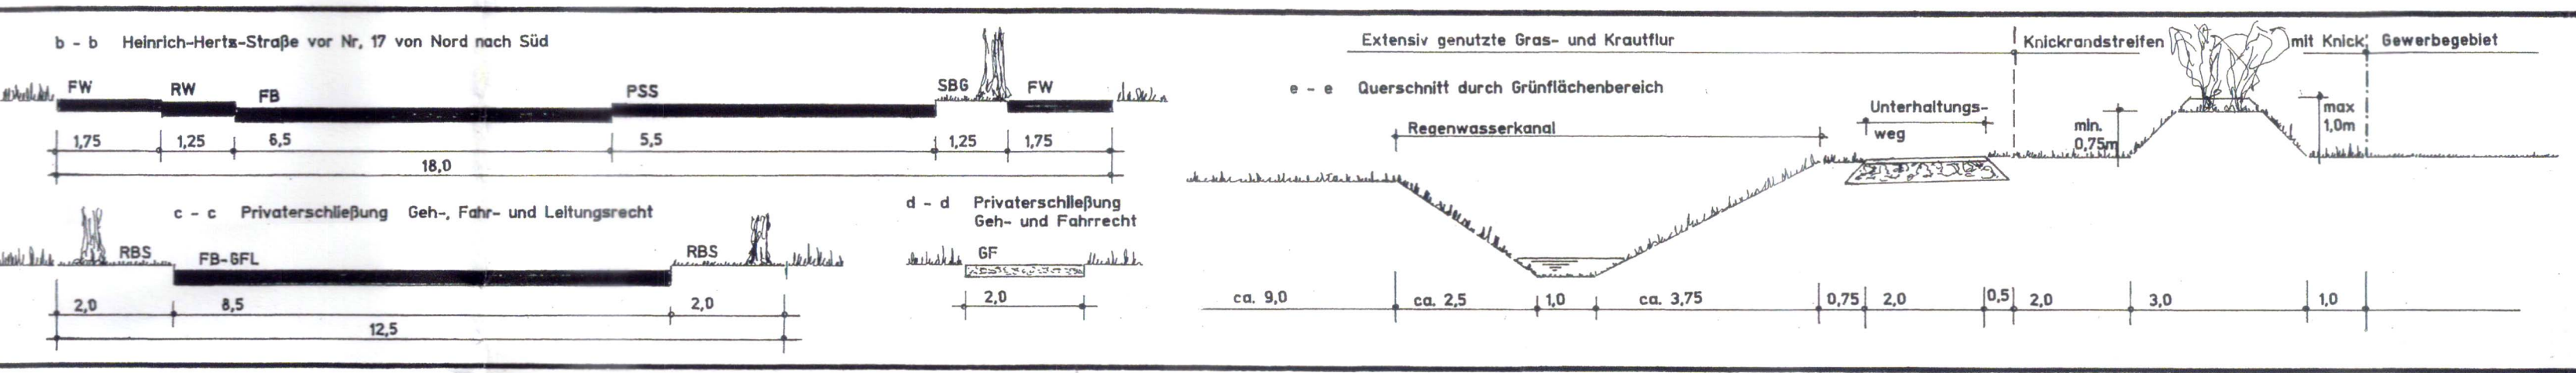 b - b Heinrich-Hertz-Straße vor Nr. 17 von Nord nach Süd
FW RW FB PSS SBG FW
1,75 1,25 6,5 5,5 1,25 1,75
18,0
c - c Privaterschließung Geh-, Fahr- und Leitungsrecht
RBS FB-GFL RBS
2,0 8,5 2,0
12,5
d - d Privaterschließung
Geh- und Fahrrecht
GF
2,0
Extensiv genutzte Gras- und Krautflur Knickrandstreifen mit Knick Gewerbegebiet
e - e Querschnitt durch Grünflächenbereich
Regenwasserkanal
Unterhaltungs-
weg
min.
0,75m
max
1,0m
ca. 9,0 ca. 2,5 1,0 ca. 3,75 0,75 2,0 0,5 2,0 3,0 1,0